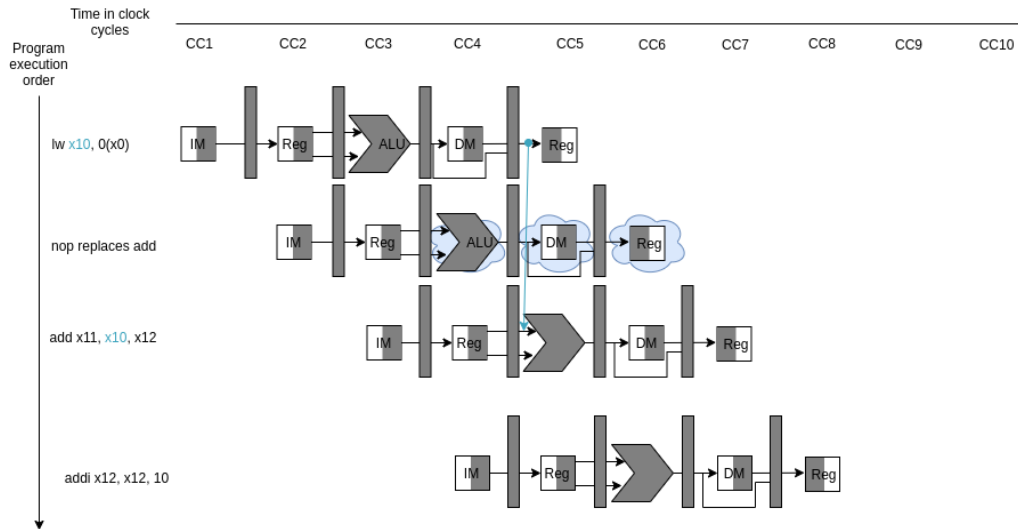 Time in clock
cycles
CC1 CC2 CC3 CC4 CC5 CC6 CC7 CC8 CC9 CC10
Program
execution
order
lw x10, 0(x0)
IM Reg ALU DM Reg
nop replaces add
IM Reg ALU DM Reg
add x11, x10, x12
IM Reg DM Reg
addi x12, x12, 10
IM Reg DM Reg